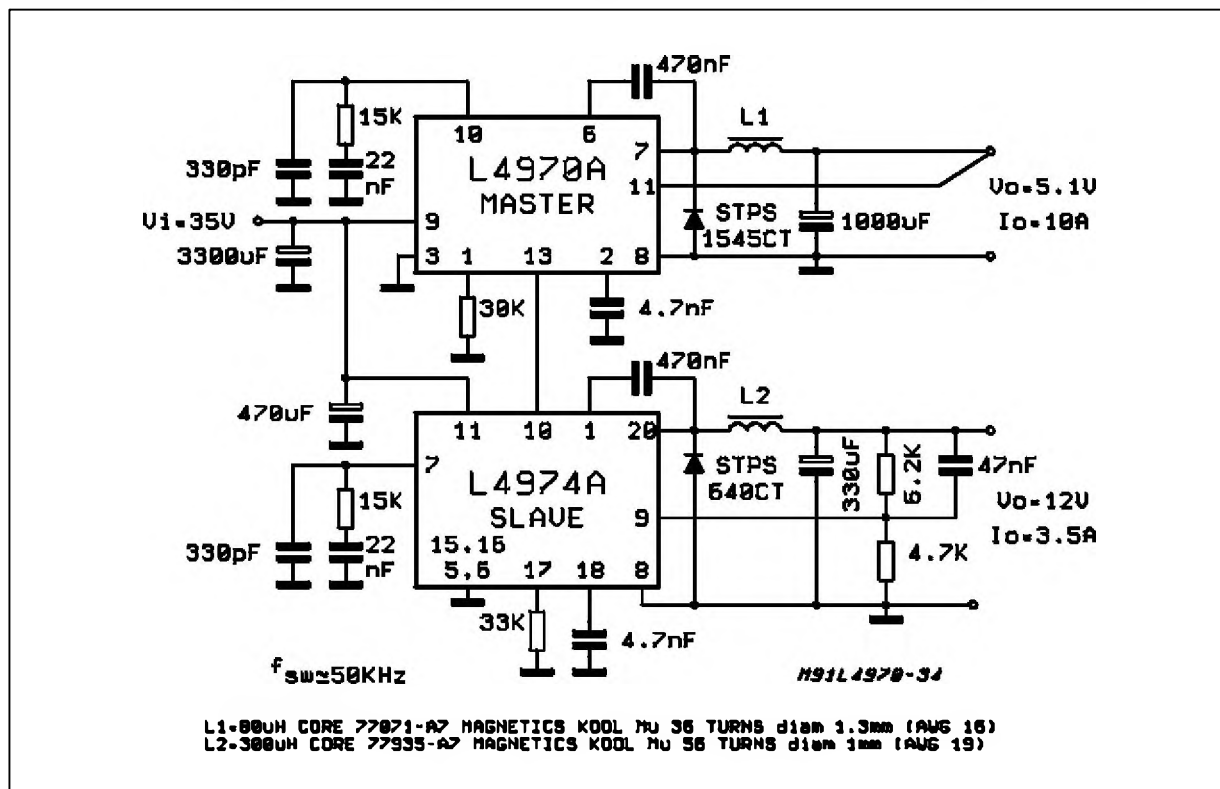 470nF
15K
10
6
L1
330pF
22
nF
L4970A
MASTER
7
11
Vo=5.1V
Vi=35V
9
STPS
1545CT
1000uF
Io=10A
3300uF
3
1
13
2
8
30K
4.7nF
470nF
L2
470uF
11
10
1
20
7
L4974A
SLAVE
STPS
640CT
330uF
6.2K
47nF
15K
9
Vo=12V
Io=3.5A
330pF
22
nF
15.16
5,6
17
18
8
4.7K
33K
4.7nF
fsw≃50KHz
M91L4970-34
L1=80uH CORE 77071-A7 MAGNETICS KOOL Mu 36 TURNS diam 1.3mm (AWG 16)
L2=300uH CORE 77935-A7 MAGNETICS KOOL Mu 56 TURNS diam 1mm (AWG 19)